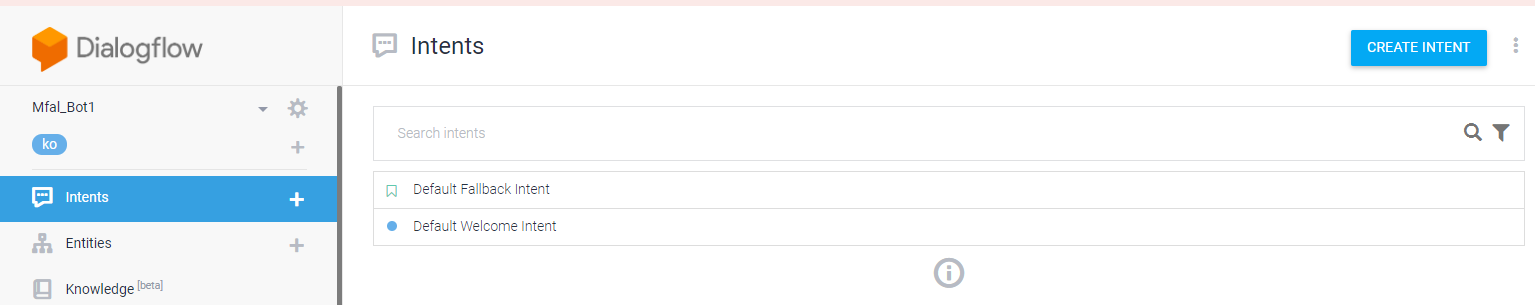 Dialogflow
Intents
CREATE INTENT
Mfal_Bot1
ko
Search intents
Intents
Default Fallback Intent
Default Welcome Intent
Entities
Knowledge [beta]